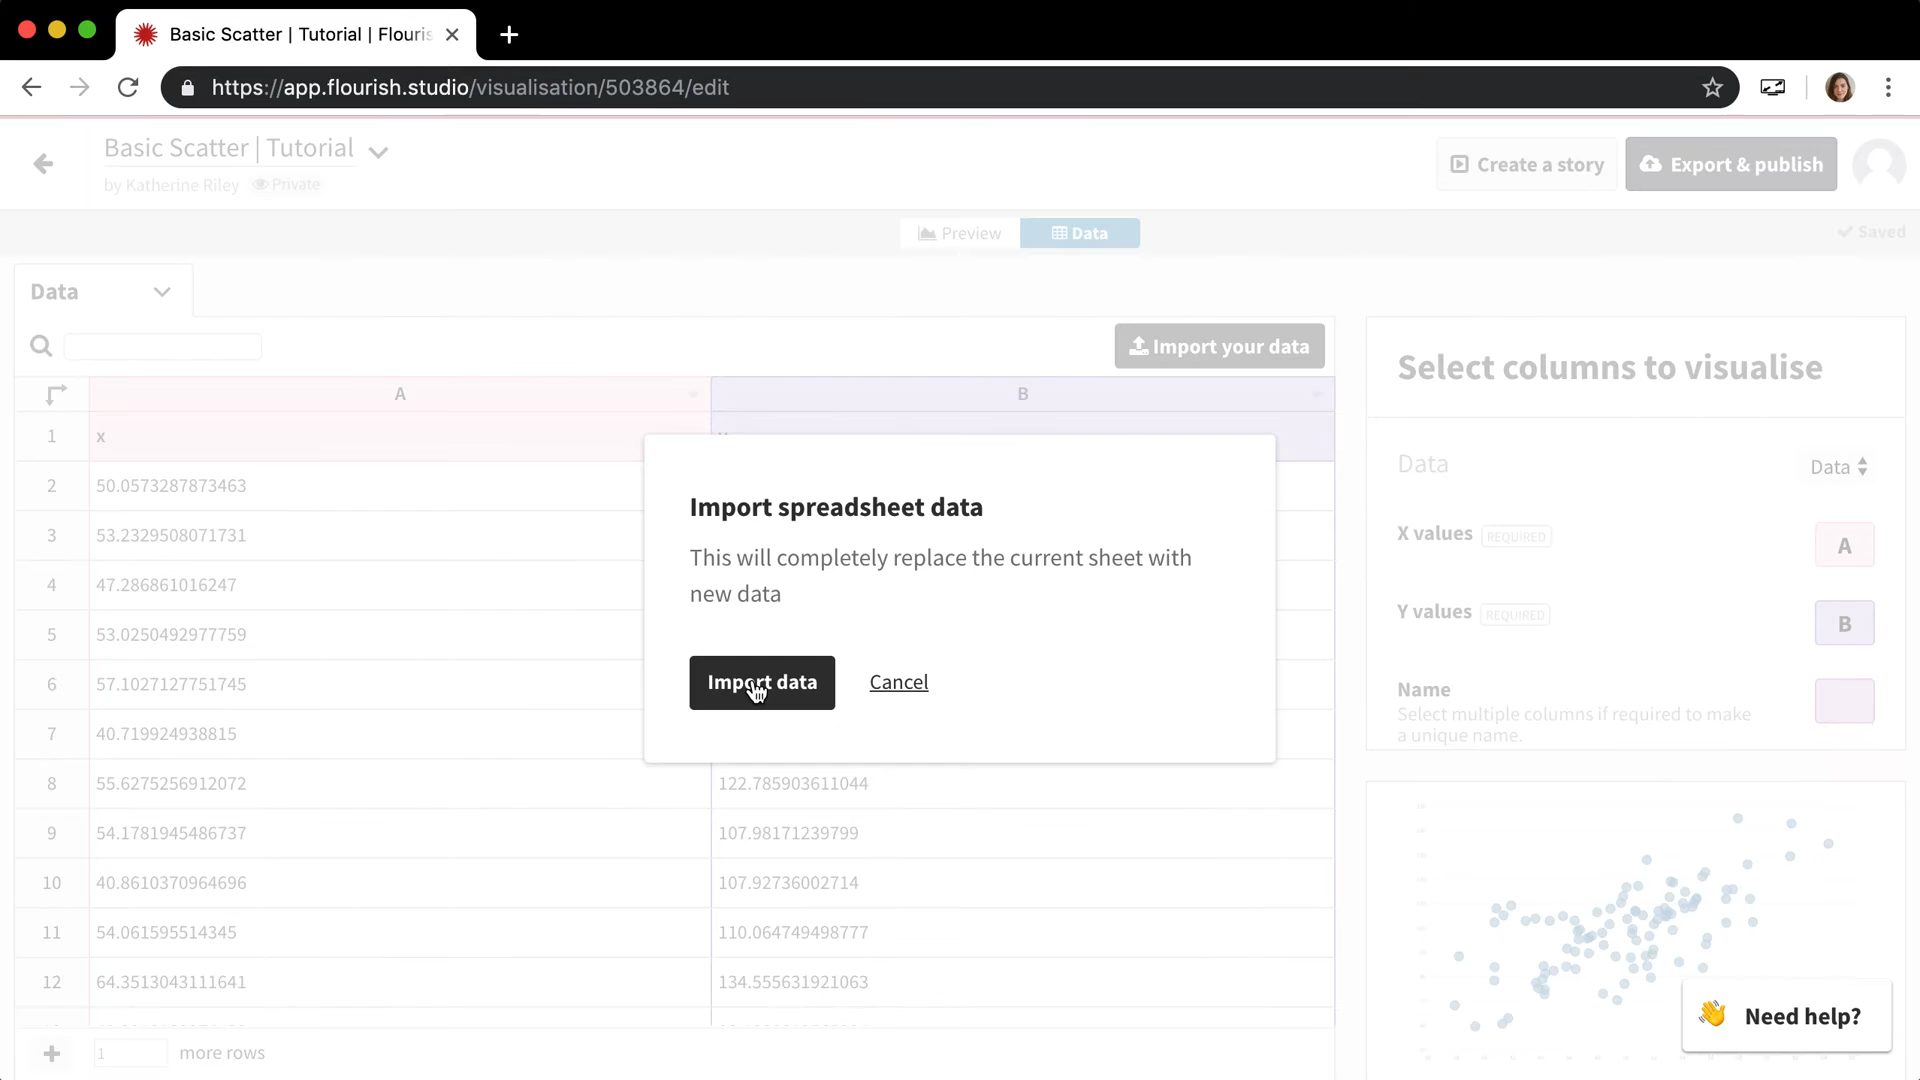 Basic Scatter | Tutorial | Flouris
https://app.flourish.studio/visualisation/503864/edit
Basic Scatter | Tutorial
by Katherine Riley Private
Create a story
Export & publish
Preview
Data
Saved
Data
Import your data
A B
1 x
2 50.0573287873463
3 53.2329508071731
4 47.286861016247
5 53.0250492977759
6 57.1027127751745
7 40.719924938815
8 55.6275256912072 122.785903611044
9 54.1781945486737 107.98171239799
10 40.8610370964696 107.92736002714
11 54.061595514345 110.064749498777
12 64.3513043111641 134.555631921063
1 more rows
Import spreadsheet data
This will completely replace the current sheet with
new data
Import data
Cancel
Select columns to visualise
Data Data
X values REQUIRED A
Y values REQUIRED B
Name
Select multiple columns if required to make
a unique name.
Need help?